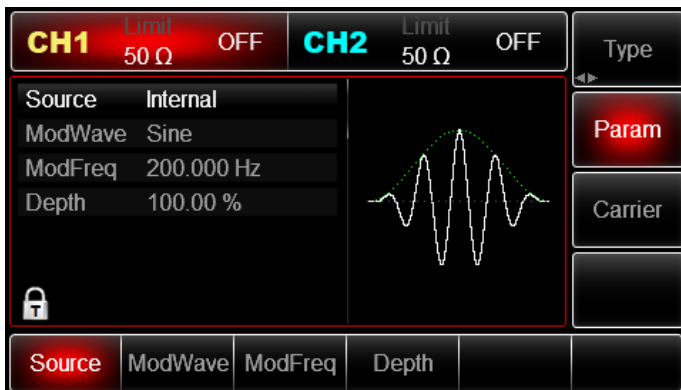 CH1 Limit 50 Ω OFF CH2 Limit 50 Ω OFF Type
Source Internal
ModWave Sine
ModFreq 200.000 Hz
Depth 100.00 %
T
Param
Carrier
Source ModWave ModFreq Depth